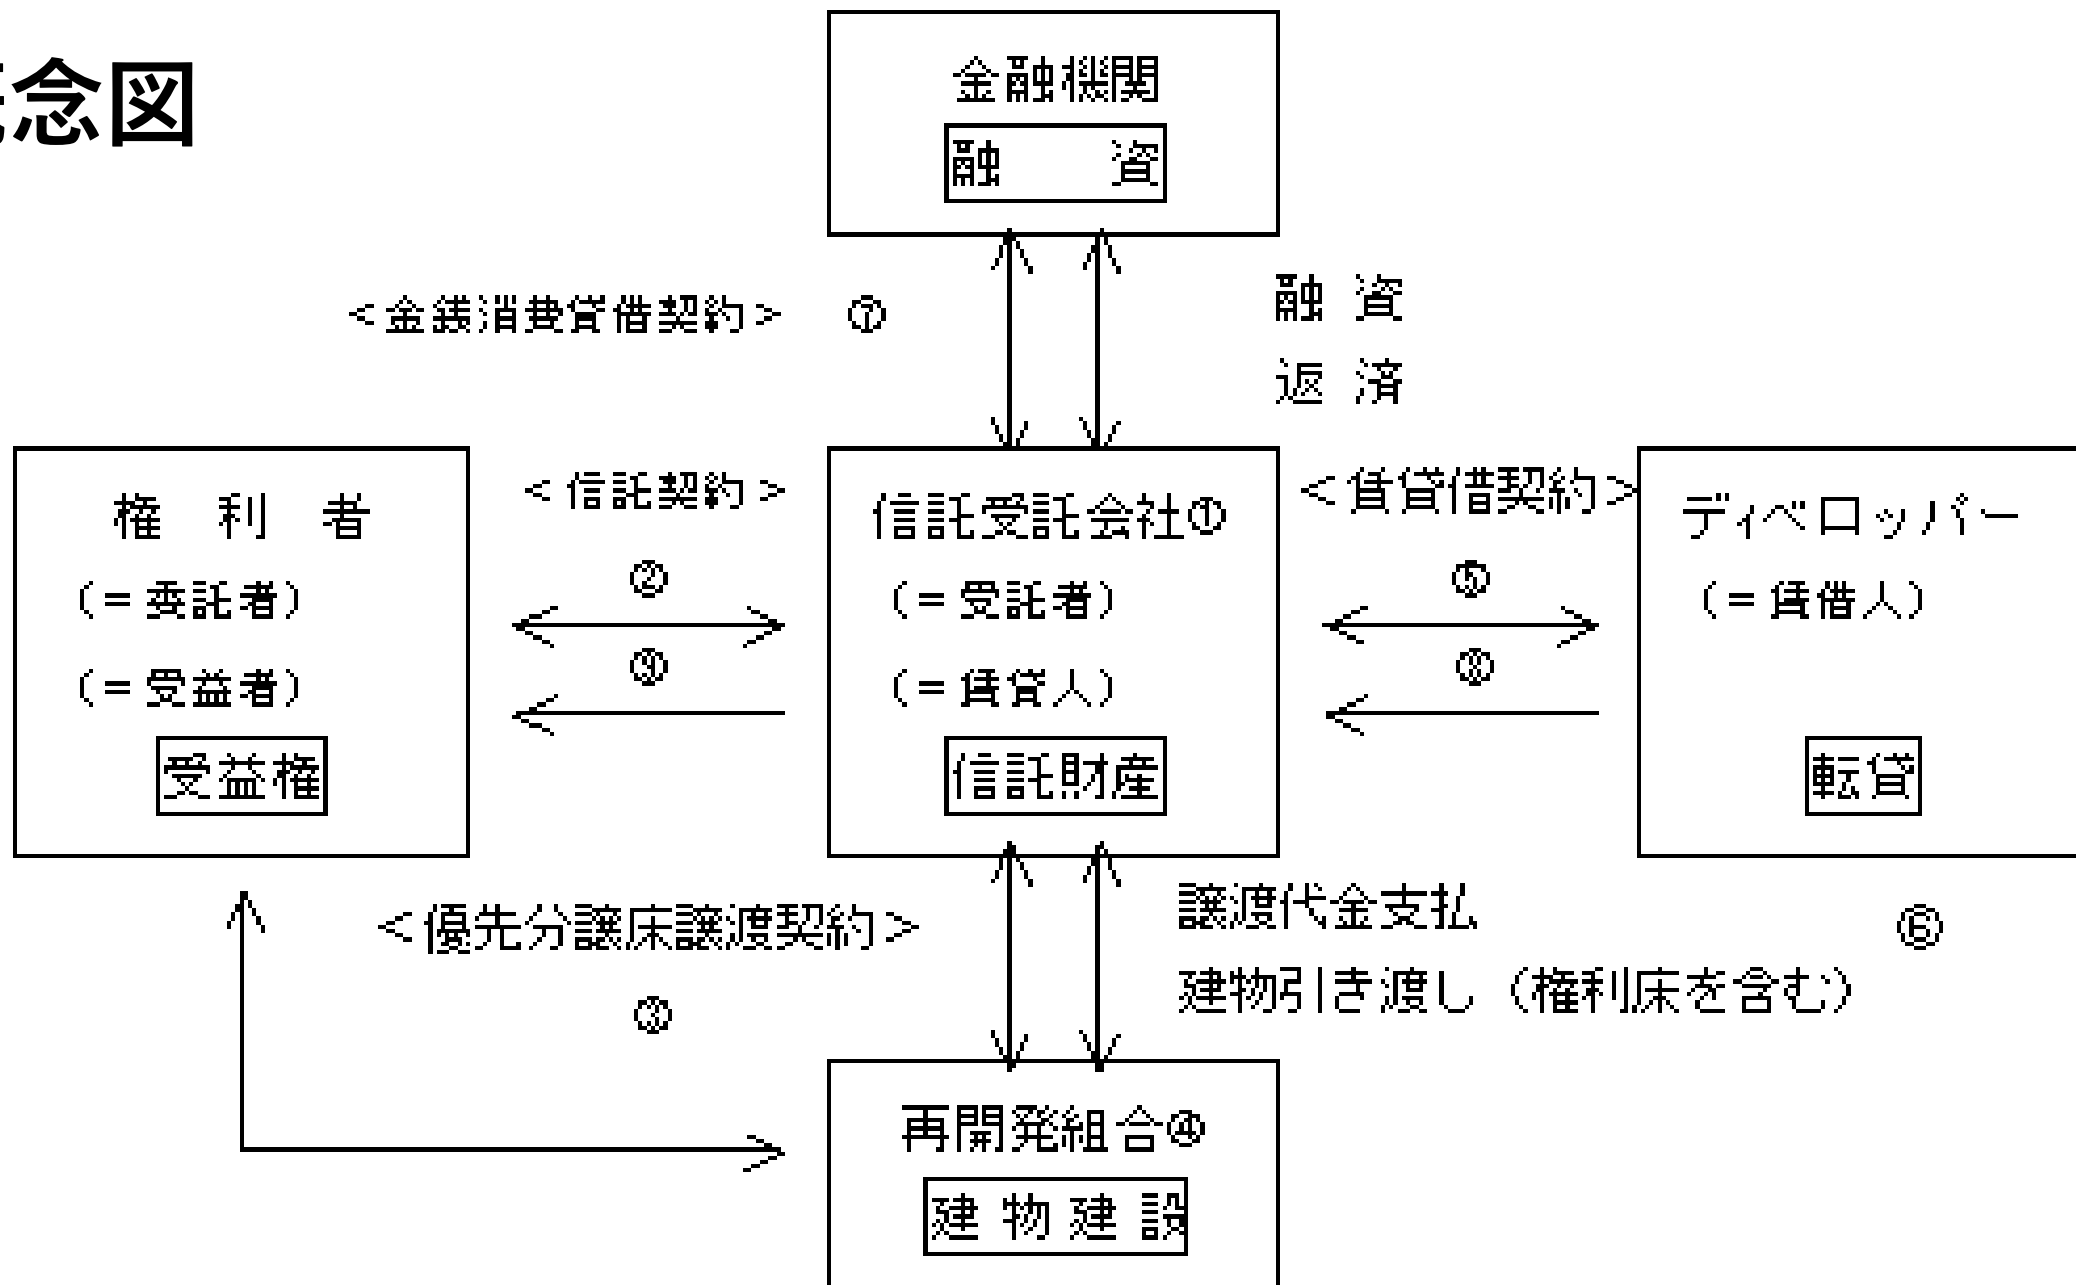 念図
金融機関
融 資
<金銭消費貸借契約> ⑦
融 資
返 済
権 利 者
(=委託者)
(=受益者)
受益権
<信託契約>
②
⑨
信託受託会社①
(=受託者)
(=賃貸人)
信託財産
<賃貸借契約>
⑤
⑧
ディベロッパー
(=賃借人)
転貸
⑥
<優先分譲床譲渡契約>
③
譲渡代金支払
建物引き渡し(権利床を含む)
再開発組合④
建 物 建 設